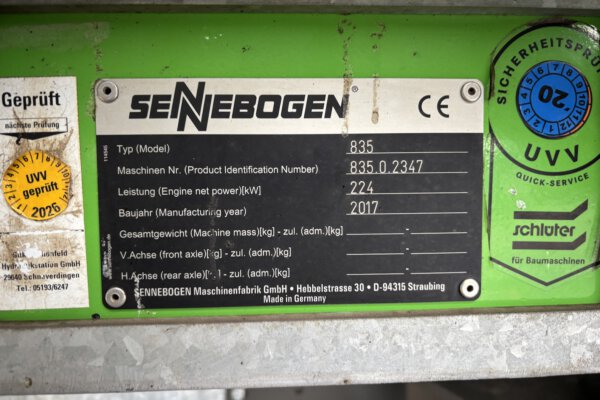 Geprüft
nächste Prüfung
UVV
geprüft
2026
Hydraulikstation GmbH
29640 Schneverdingen
Tel.: 05193/6247
SENNEBOGEN®
CE
Typ (Model) 835
Maschinen Nr. (Product Identification Number) 835.0.2347
Leistung (Engine net power)[kW] 224
Baujahr (Manufacturing year) 2017
Gesamtgewicht (Machine mass)[kg] - zul. (adm.)[kg] -
V.Achse (front axle)[kg] - zul. (adm.)[kg] -
H.Achse (rear axle)[kg] - zul. (adm.)[kg] -
SENNEBOGEN Maschinenfabrik GmbH • Hebbelstrasse 30 • D-94315 Straubing
Made in Germany
20
UVV
QUICK-SERVICE
schlüter
für Baumaschinen